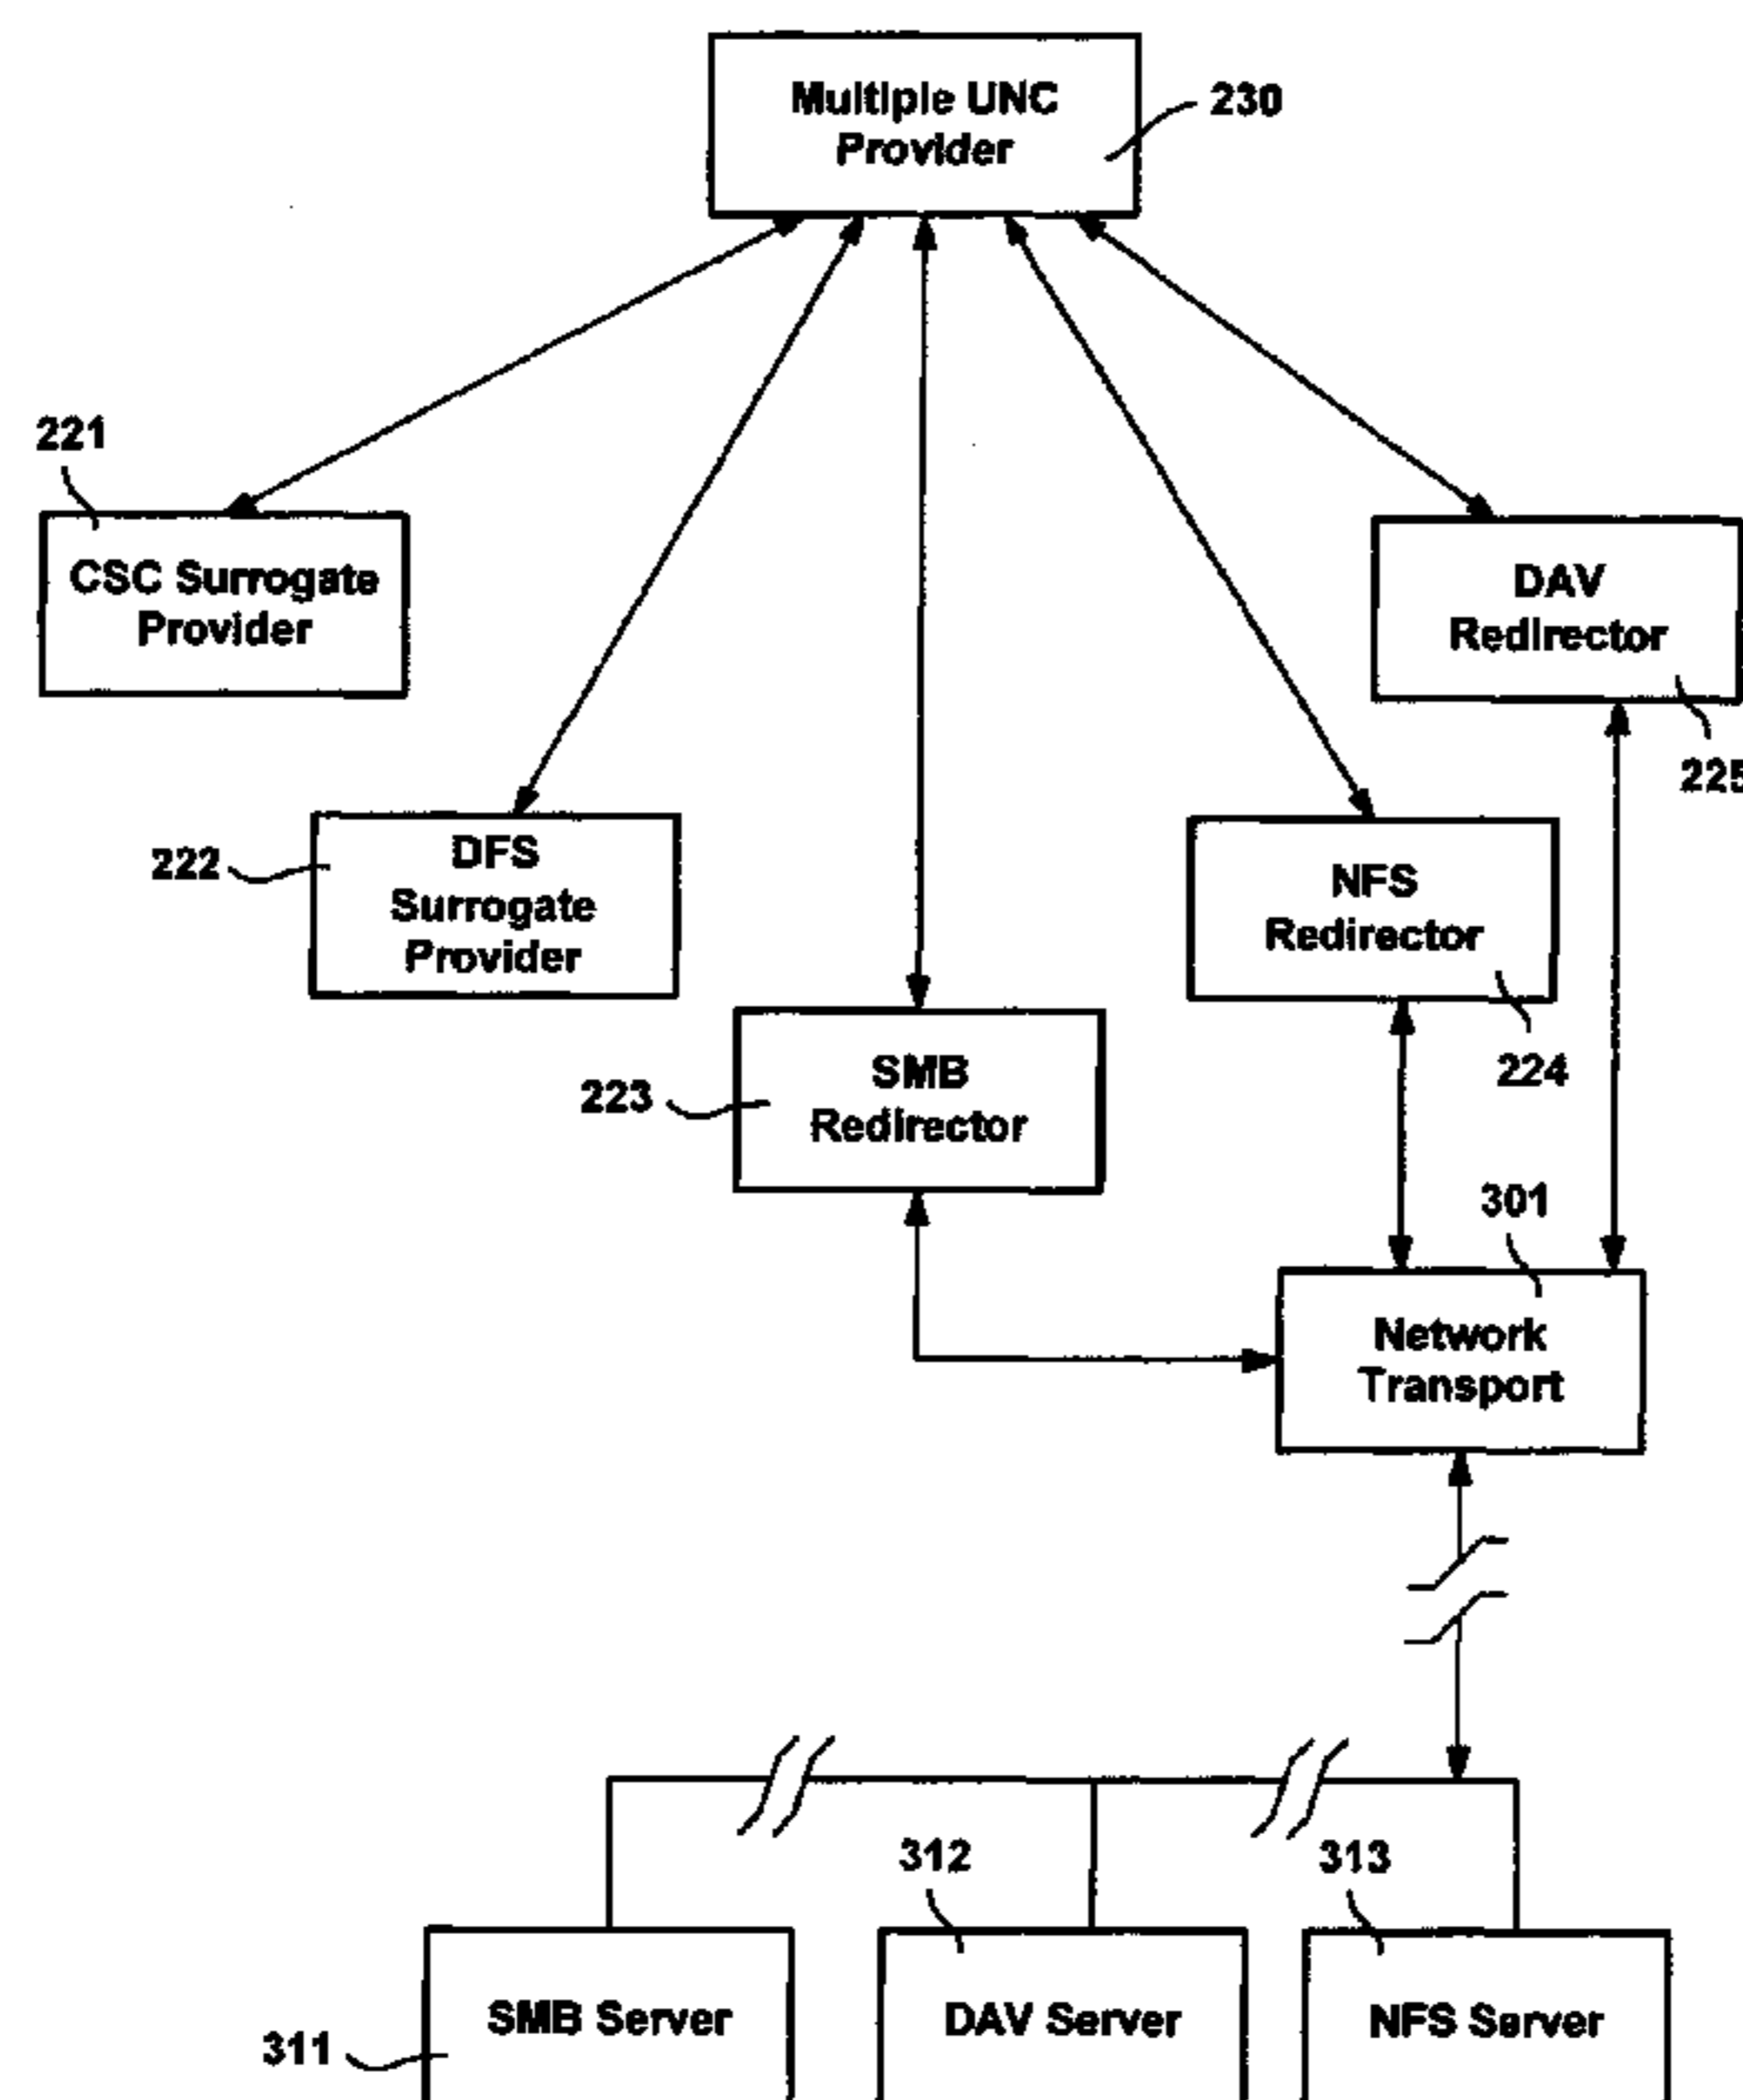 Multiple UNC
Provider
230
221
CSC Surrogate
Provider
DAV
Redirector
225
222
DFS
Surrogate
Provider
NFS
Redirector
224
223
SMB
Redirector
301
Network
Transport
312
313
SMB Server
DAV Server
NFS Server
311